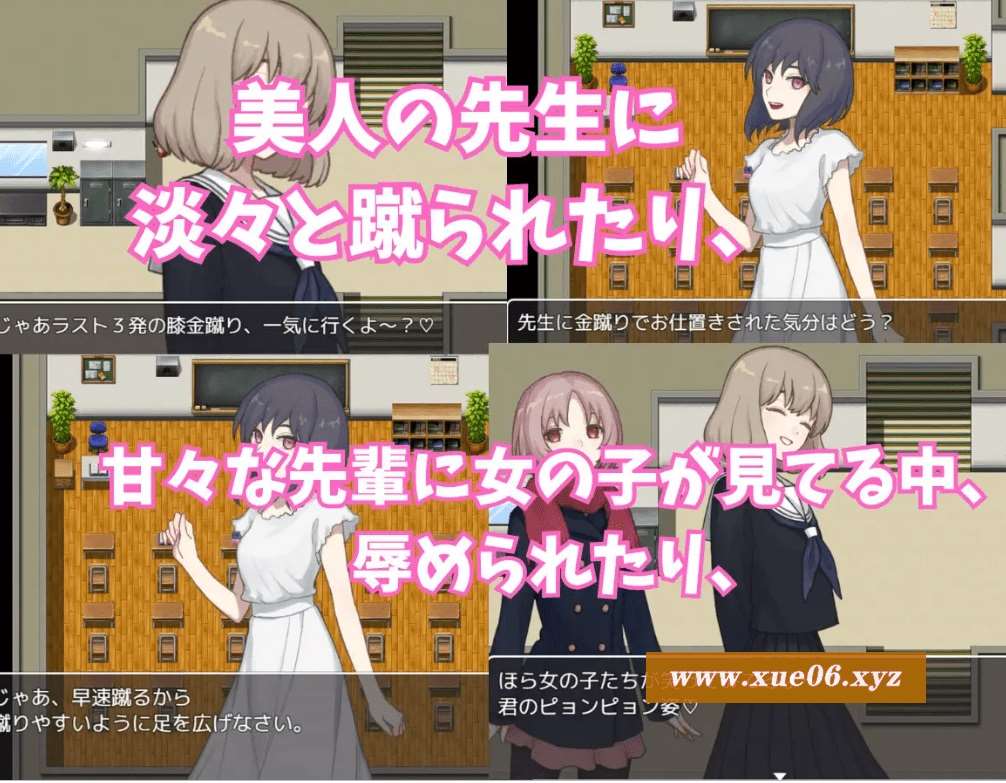 美人の先生に
淡々と蹴られたり、
じゃあラスト３発の膝金蹴り、一気に行くよ～？♡
先生に金蹴りでお仕置きされた気分はどう？
甘々な先輩に女の子が見てる中、
辱められたり、
じゃあ、早速蹴るから
蹴りやすいように足を広げなさい。
ほら女の子たちが
君のピョンピョン姿♡
www.xue06.xyz